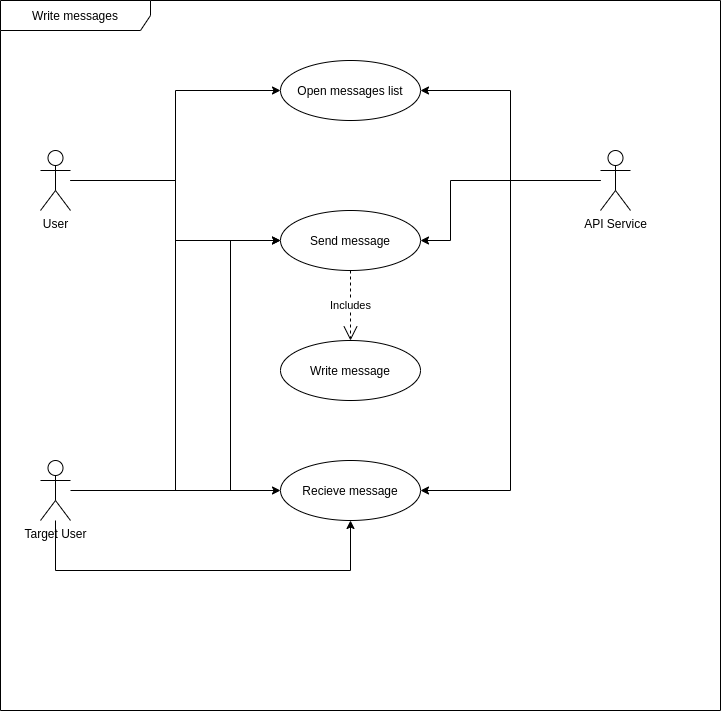 Write messages
Open messages list
User
API Service
Send message
Includes
Write message
Recieve message
Target User